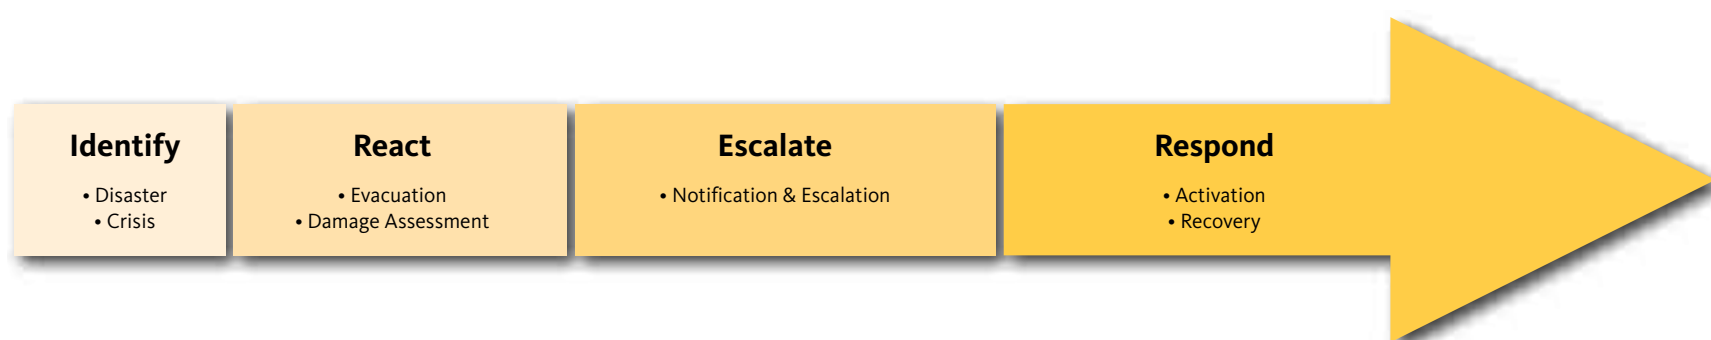 Identify
• Disaster
• Crisis
React
• Evacuation
• Damage Assessment
Escalate
• Notification & Escalation
Respond
• Activation
• Recovery